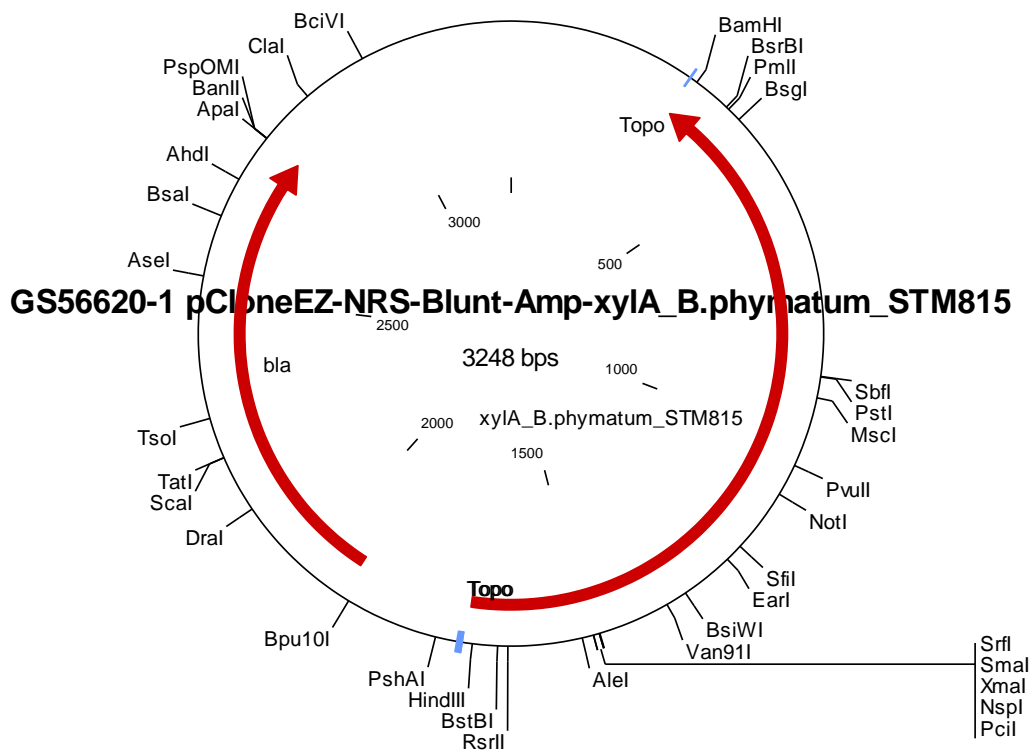 BciVI
BamHI
ClaI
BsrBI
PspOMI
PmlI
BanII
BsgI
ApaI
Topo
AhdI
3000
BsaI
500
AseI
GS56620-1 pCloneEZ-NRS-Blunt-Amp-xylA_B.phymatum_STM815
2500
3248 bps
bla
1000
SbfI
PstI
xylA_B.phymatum_STM815
MscI
TsoI
2000
1500
TatI
PvuII
ScaI
NotI
DraI
SfiI
Topo
EarI
Bpu10I
BsiWI
Van91I
PshAI
AleI
HindIII
BstBI
RsrII
SrfI
SmaI
XmaI
NspI
PciI